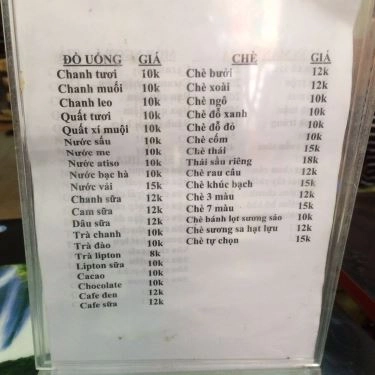 ĐỒ UỐNG GIÁ
Chanh tươi 10k
Chanh muối 10k
Chanh leo 10k
Quất tươi 10k
Quất xí muội 10k
Nước sấu 10k
Nước me 10k
Nước atiso 10k
Nước bạc hà 10k
Nước vải 15k
Chanh sữa 12k
Cam sữa 12k
Dâu sữa 12k
Trà chanh 10k
Trà đào 10k
Trà lipton 8k
Lipton sữa 10k
Cacao 10k
Chocolate 10k
Cafe đen 12k
Cafe sữa 12k
CHÈ GIÁ
Chè bưởi 12k
Chè xoài 12k
Chè ngô 10k
Chè đỗ xanh 10k
Chè đỗ đỏ 10k
Chè cốm 10k
Chè thái 15k
Thái sầu riêng 18k
Chè rau câu 12k
Chè khúc bạch 15k
Chè 3 màu 12k
Chè 7 màu 15k
Chè bánh lọt sương sáo 10k
Chè sương sa hạt lựu 12k
Chè tự chọn 15k